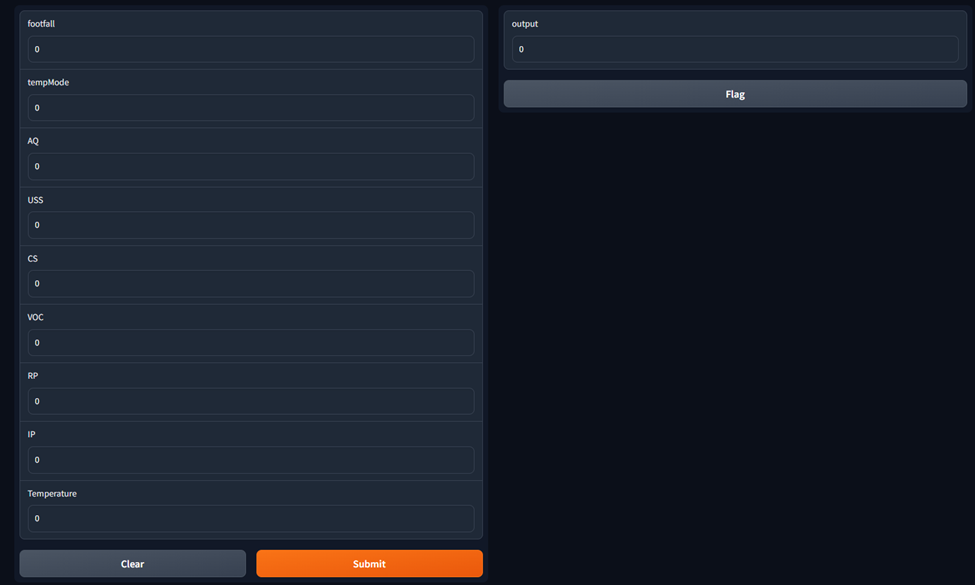 footfall
0
tempMode
0
AQ
0
USS
0
CS
0
VOC
0
RP
0
IP
0
Temperature
0
Clear
Submit
output
0
Flag